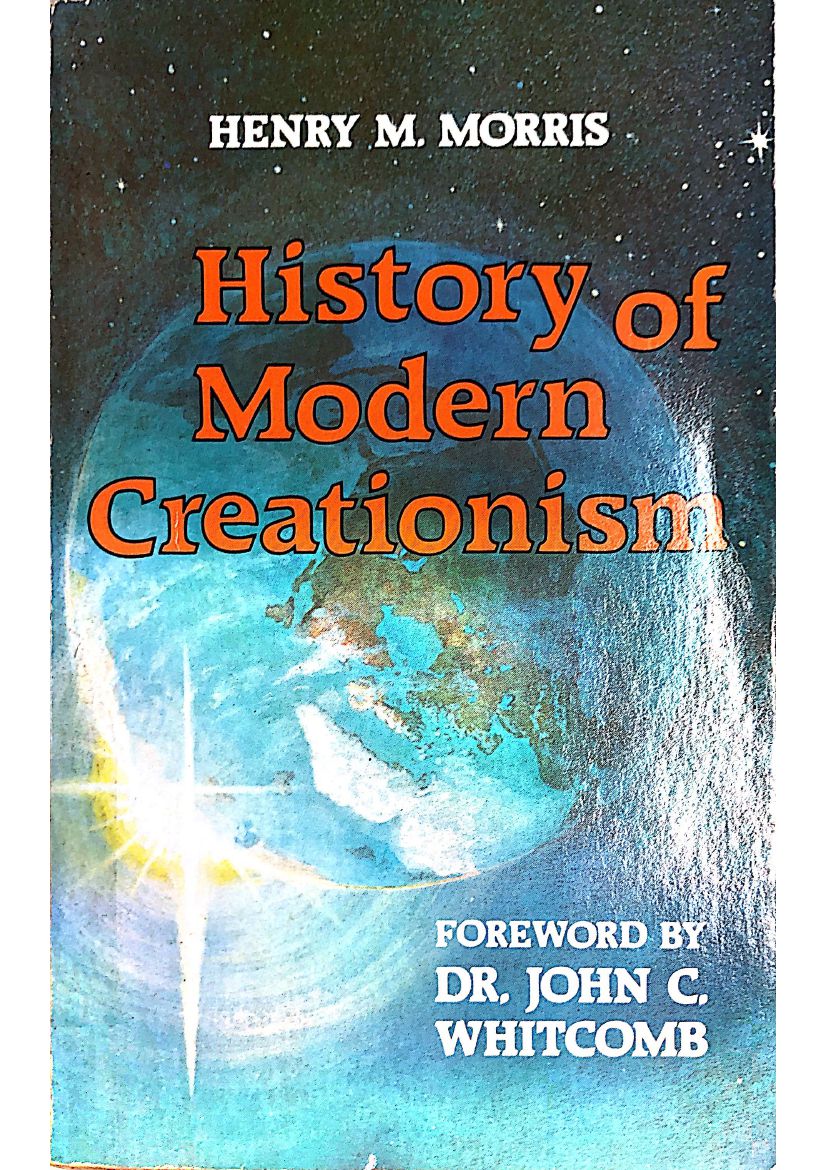 HENRY M. MORRIS
History of
Modern
Creationism
FOREWORD BY
DR. JOHN C.
WHITCOMB